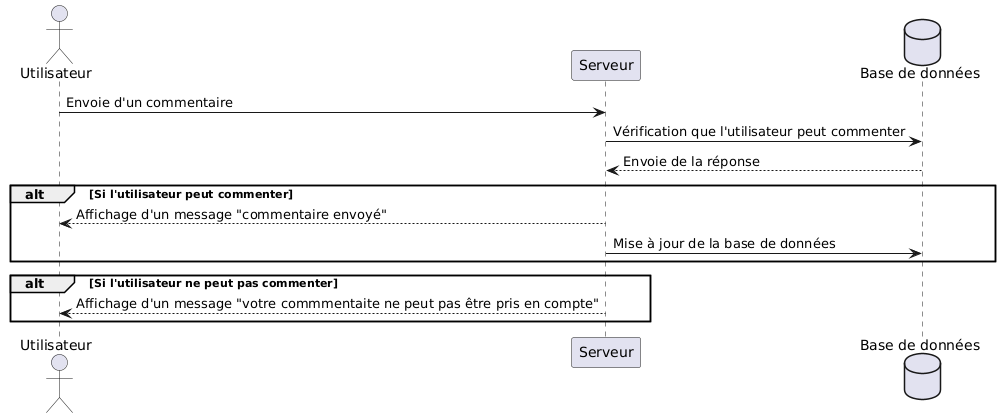 Utilisateur
Serveur
Base de données
Envoie d'un commentaire
Vérification que l'utilisateur peut commenter
Envoie de la réponse
alt [Si l'utilisateur peut commenter]
Affichage d'un message "commentaire envoyé"
Mise à jour de la base de données
alt [Si l'utilisateur ne peut pas commenter]
Affichage d'un message "votre commmentaite ne peut pas être pris en compte"
Utilisateur
Serveur
Base de données